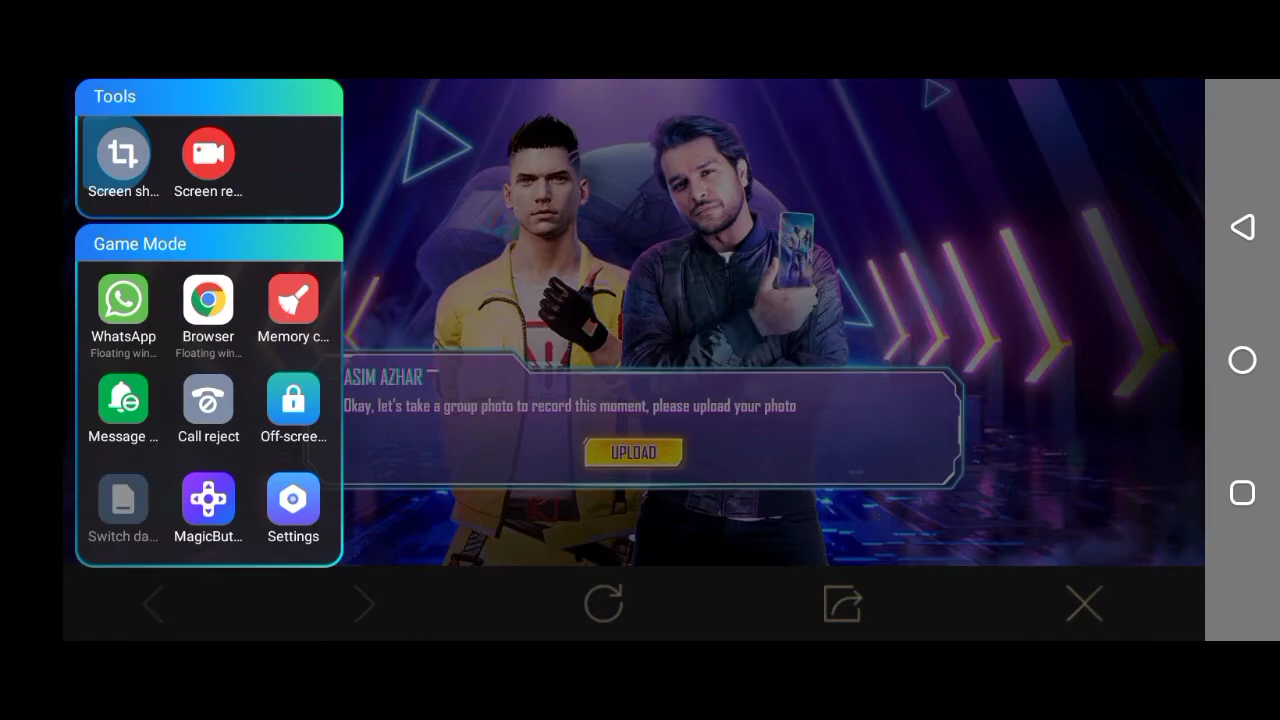 Tools
Screen sh...
Screen re...
Game Mode
WhatsApp
Browser
Memory c...
Floating win...
Floating win...
Message ...
Call reject
Off-scree...
Switch da...
MagicBut...
Settings
ASIM AZHAR
Okay, let's take a group photo to record this moment, please upload your photo
UPLOAD